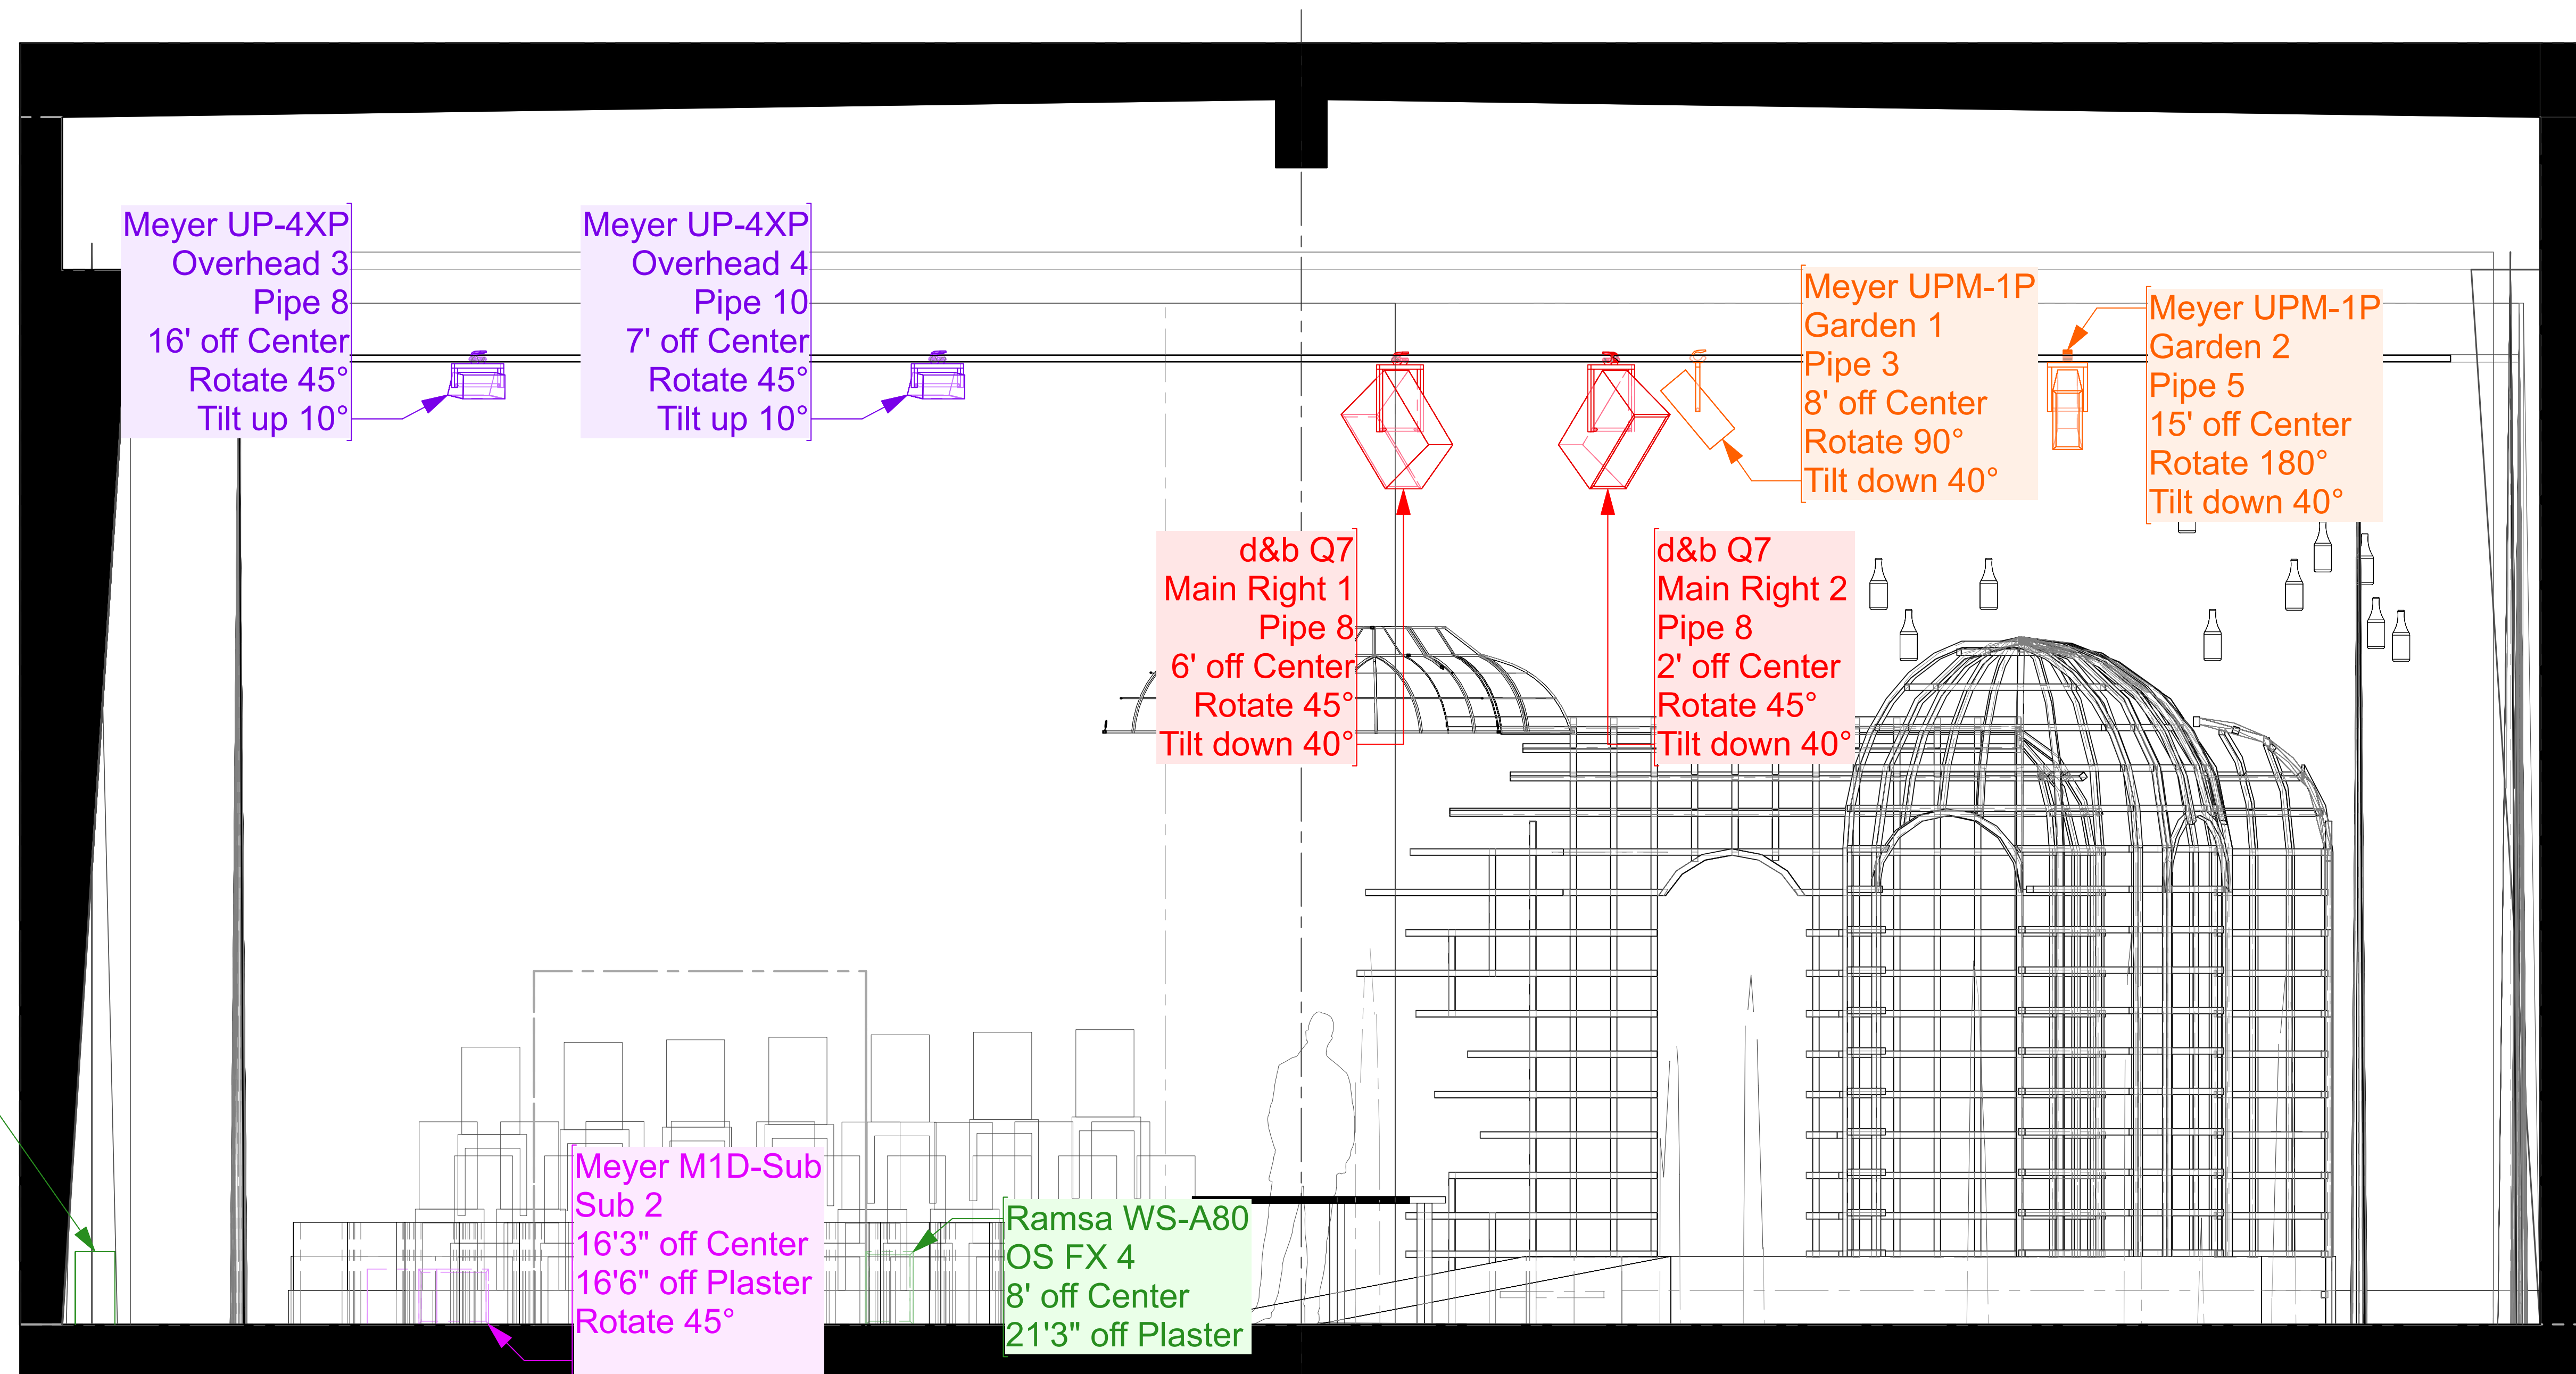 Meyer UP-4XP
Overhead 3
Pipe 8
16' off Center
Rotate 45°
Tilt up 10°
Meyer UP-4XP
Overhead 4
Pipe 10
7' off Center
Rotate 45°
Tilt up 10°
Meyer UPM-1P
Garden 1
Pipe 3
8' off Center
Rotate 90°
Tilt down 40°
Meyer UPM-1P
Garden 2
Pipe 5
15' off Center
Rotate 180°
Tilt down 40°
d&b Q7
Main Right 1
Pipe 8
6' off Center
Rotate 45°
Tilt down 40°
d&b Q7
Main Right 2
Pipe 8
2' off Center
Rotate 45°
Tilt down 40°
Meyer M1D-Sub
Sub 2
16'3" off Center
16'6" off Plaster
Rotate 45°
Ramsa WS-A80
OS FX 4
8' off Center
21'3" off Plaster